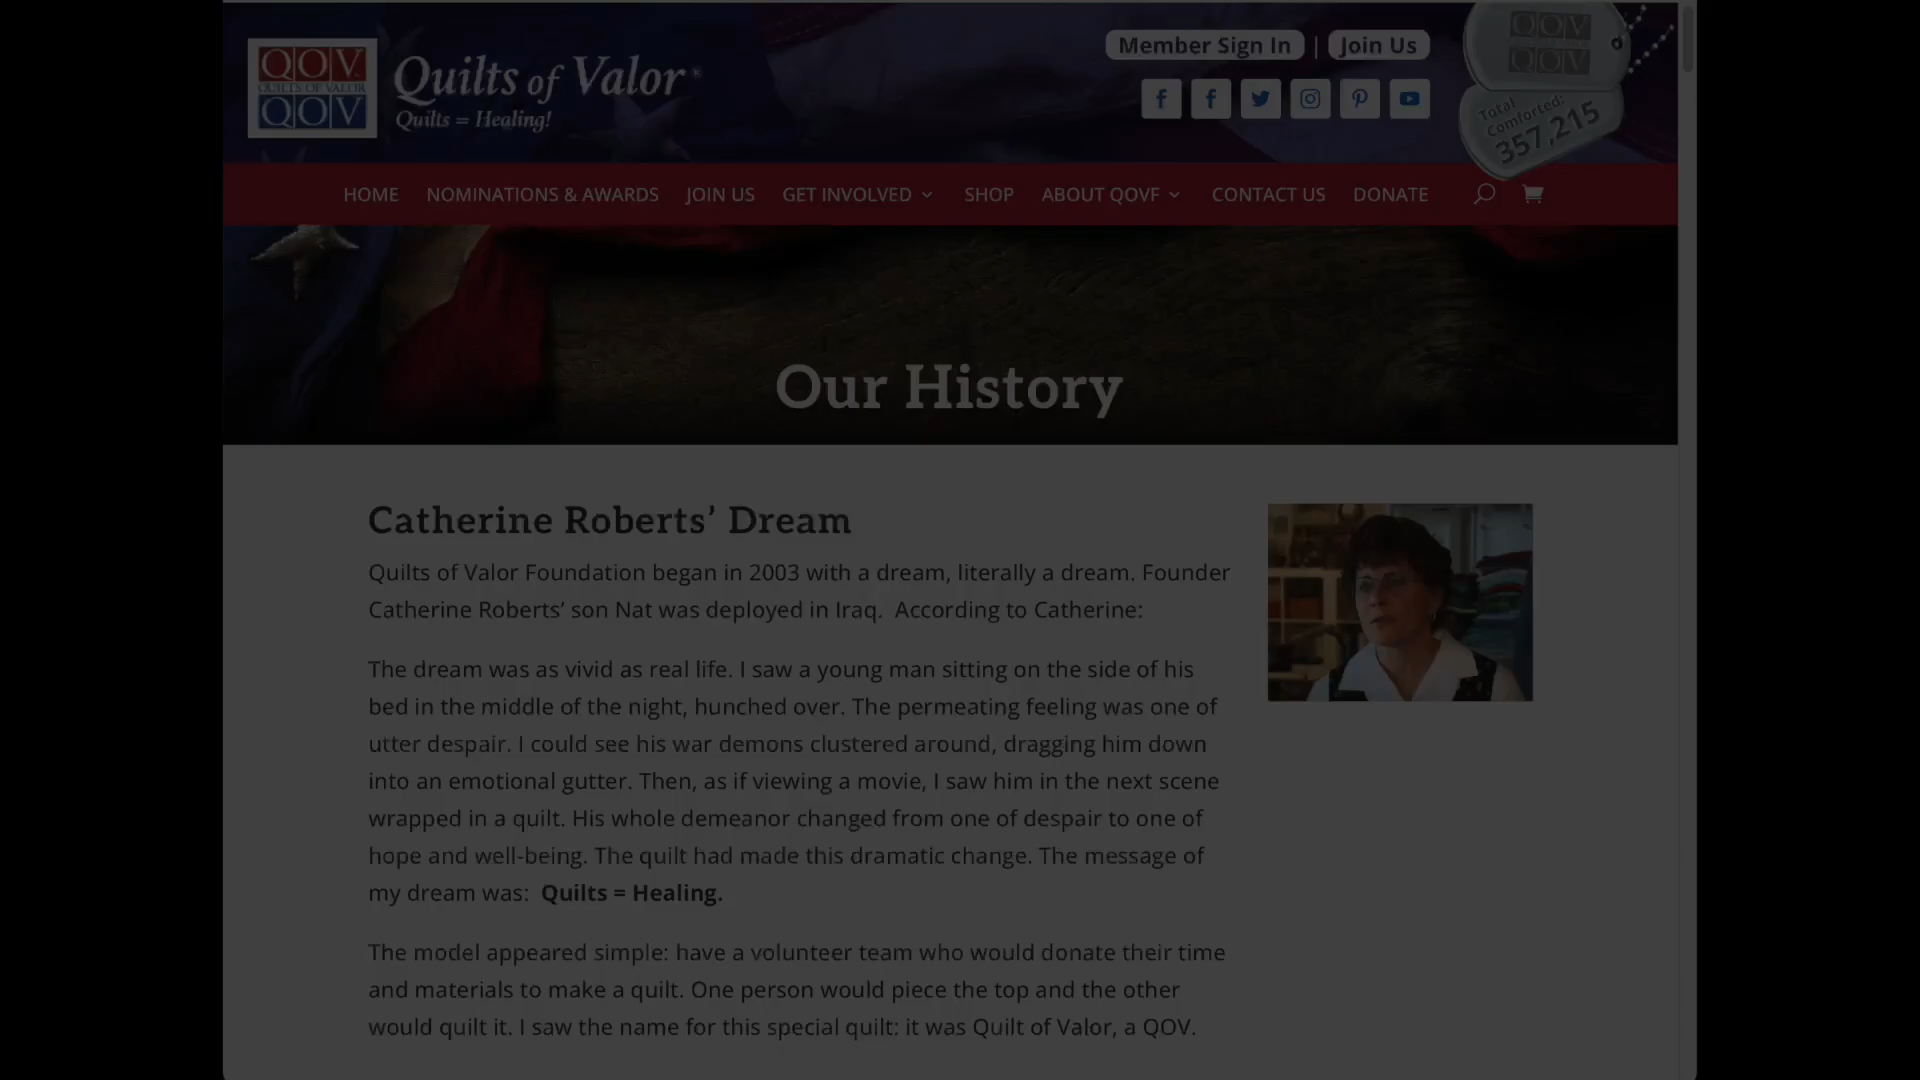 QOV
QUILTS OF VALOR
QOV
Quilts of Valor
Quilts = Healing!
Member Sign In | Join Us
QOV
QOV
Total
Comforted:
357,215
HOME NOMINATIONS & AWARDS JOIN US GET INVOLVED SHOP ABOUT QOVF CONTACT US DONATE
Our History
Catherine Roberts’ Dream
Quilts of Valor Foundation began in 2003 with a dream, literally a dream. Founder
Catherine Roberts’ son Nat was deployed in Iraq. According to Catherine:
The dream was as vivid as real life. I saw a young man sitting on the side of his
bed in the middle of the night, hunched over. The permeating feeling was one of
utter despair. I could see his war demons clustered around, dragging him down
into an emotional gutter. Then, as if viewing a movie, I saw him in the next scene
wrapped in a quilt. His whole demeanor changed from one of despair to one of
hope and well-being. The quilt had made this dramatic change. The message of
my dream was: Quilts = Healing.
The model appeared simple: have a volunteer team who would donate their time
and materials to make a quilt. One person would piece the top and the other
would quilt it. I saw the name for this special quilt: it was Quilt of Valor, a QOV.